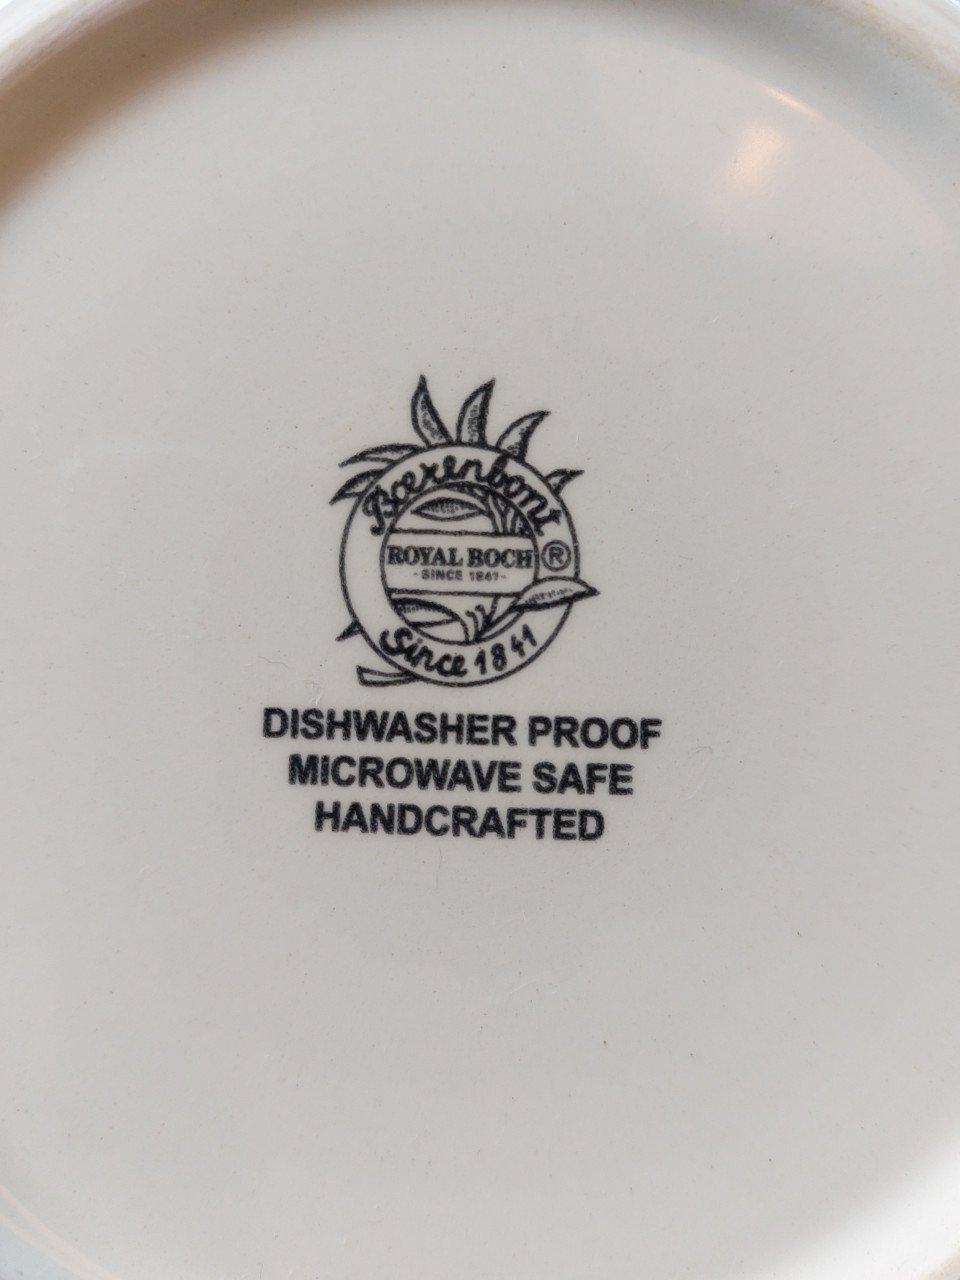 Boerenbont
ROYAL BOCH ®
-SINCE 1841-
Since 1841
DISHWASHER PROOF
MICROWAVE SAFE
HANDCRAFTED